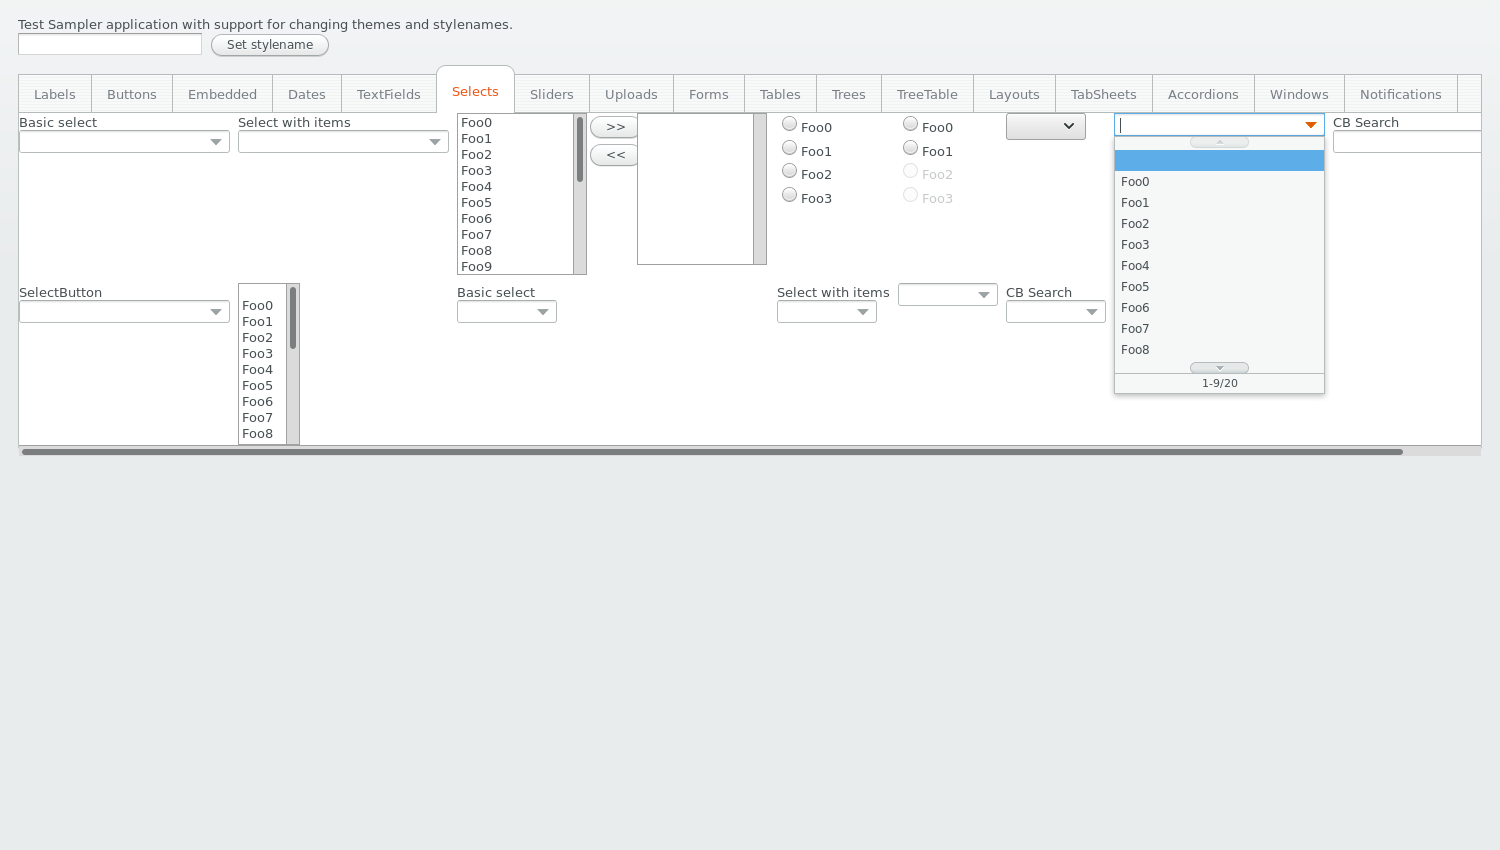 Test Sampler application with support for changing themes and stylenames.
Set stylename
Labels Buttons Embedded Dates TextFields Selects Sliders Uploads Forms Tables Trees TreeTable Layouts TabSheets Accordions Windows Notifications
Basic select
Select with items
Foo0
Foo1
Foo2
Foo3
Foo4
Foo5
Foo6
Foo7
Foo8
Foo9
>>
<<
Foo0
Foo1
Foo2
Foo3
Foo0
Foo1
Foo2
Foo3
Foo0
Foo1
Foo2
Foo3
Foo4
Foo5
Foo6
Foo7
Foo8
1-9/20
CB Search
SelectButton
Foo0
Foo1
Foo2
Foo3
Foo4
Foo5
Foo6
Foo7
Foo8
Basic select
Select with items
CB Search